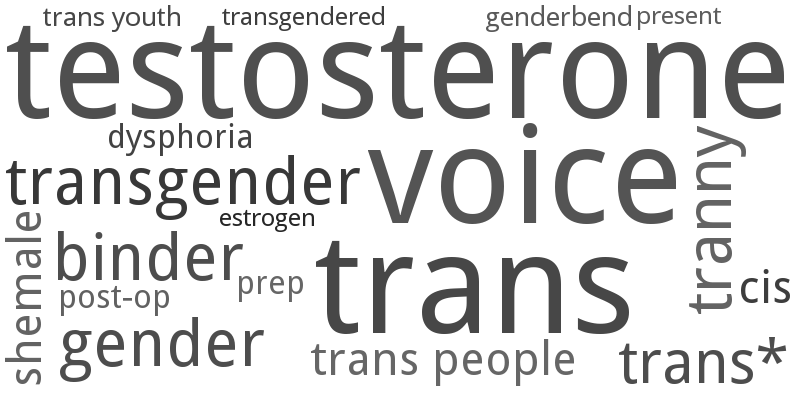 trans youth
transgendered
genderbend
present
testosterone
dysphoria
voice
tranny
transgender
estrogen
shemale
binder
trans
prep
cis
post-op
gender
trans people
trans*